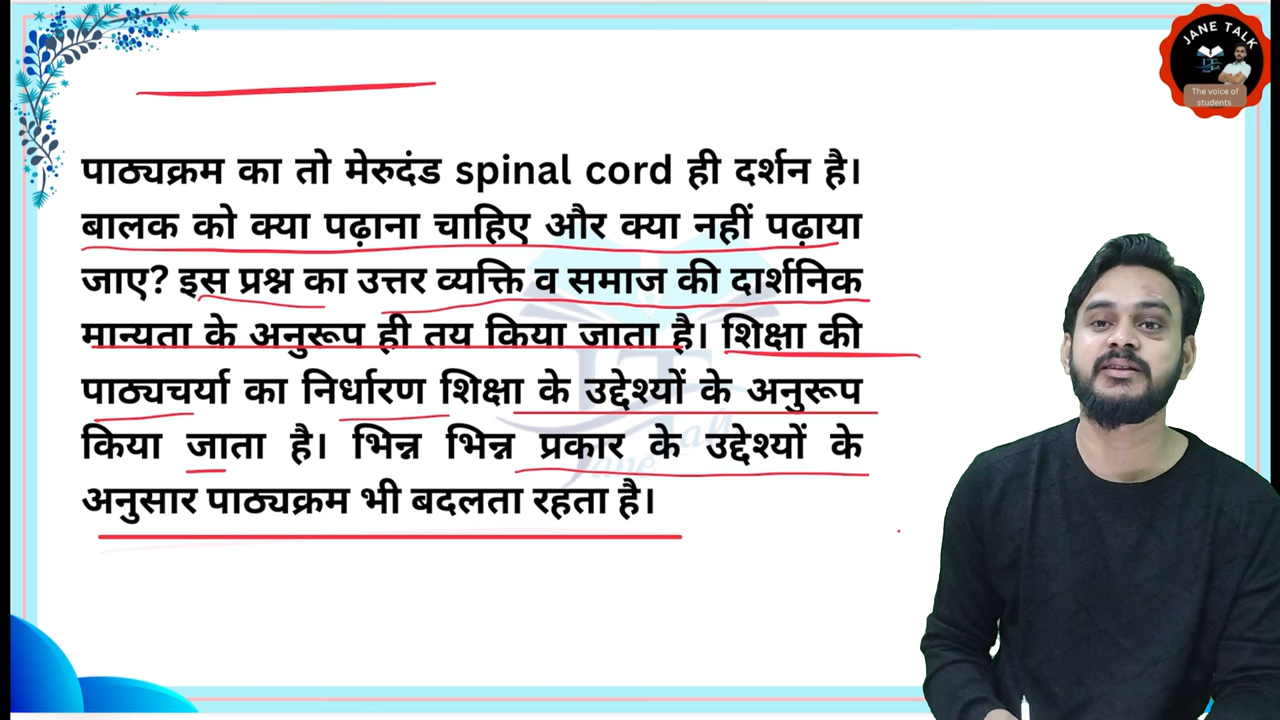 JANE TALK
The voice of
students
पाठ्यक्रम का तो मेरुदंड spinal cord ही दर्शन है।
बालक को क्या पढ़ाना चाहिए और क्या नहीं पढ़ाया
जाए? इस प्रश्न का उत्तर व्यक्ति व समाज की दार्शनिक
मान्यता के अनुरूप ही तय किया जाता है। शिक्षा की
पाठ्यचर्या का निर्धारण शिक्षा के उद्देश्यों के अनुरूप
किया जाता है। भिन्न भिन्न प्रकार के उद्देश्यों के
अनुसार पाठ्यक्रम भी बदलता रहता है।